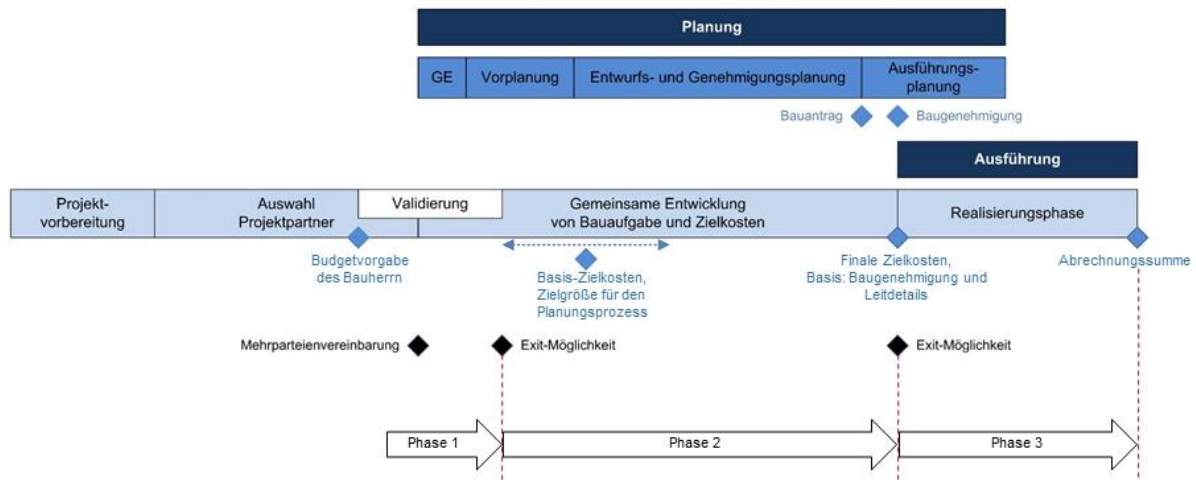 Planung
GE
Vorplanung
Entwurfs- und Genehmigungsplanung
Ausführungs-
planung
Bauantrag
Baugenehmigung
Ausführung
Projekt-
vorbereitung
Auswahl
Projektpartner
Validierung
Gemeinsame Entwicklung
von Bauaufgabe und Zielkosten
Realisierungsphase
Budgetvorgabe
des Bauherrn
Basis-Zielkosten,
Zielgröße für den
Planungsprozess
Finale Zielkosten,
Basis: Baugenehmigung und
Leitdetails
Abrechnungssumme
Mehrparteienvereinbarung
Exit-Möglichkeit
Exit-Möglichkeit
Phase 1
Phase 2
Phase 3